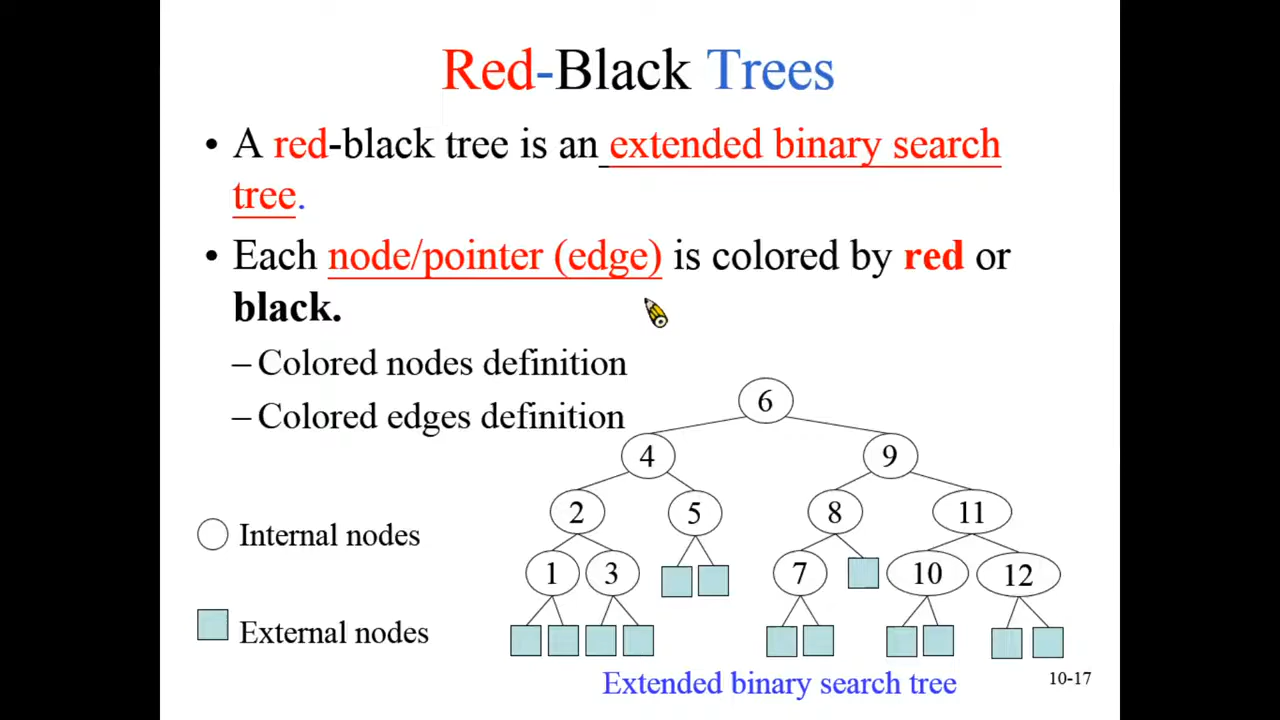 Red-Black Trees
• A red-black tree is an extended binary search
tree.
• Each node/pointer (edge) is colored by red or
black.
– Colored nodes definition
– Colored edges definition
6
4 9
2 5 8 11
Internal nodes
1 3 7 10 12
External nodes
Extended binary search tree
10-17